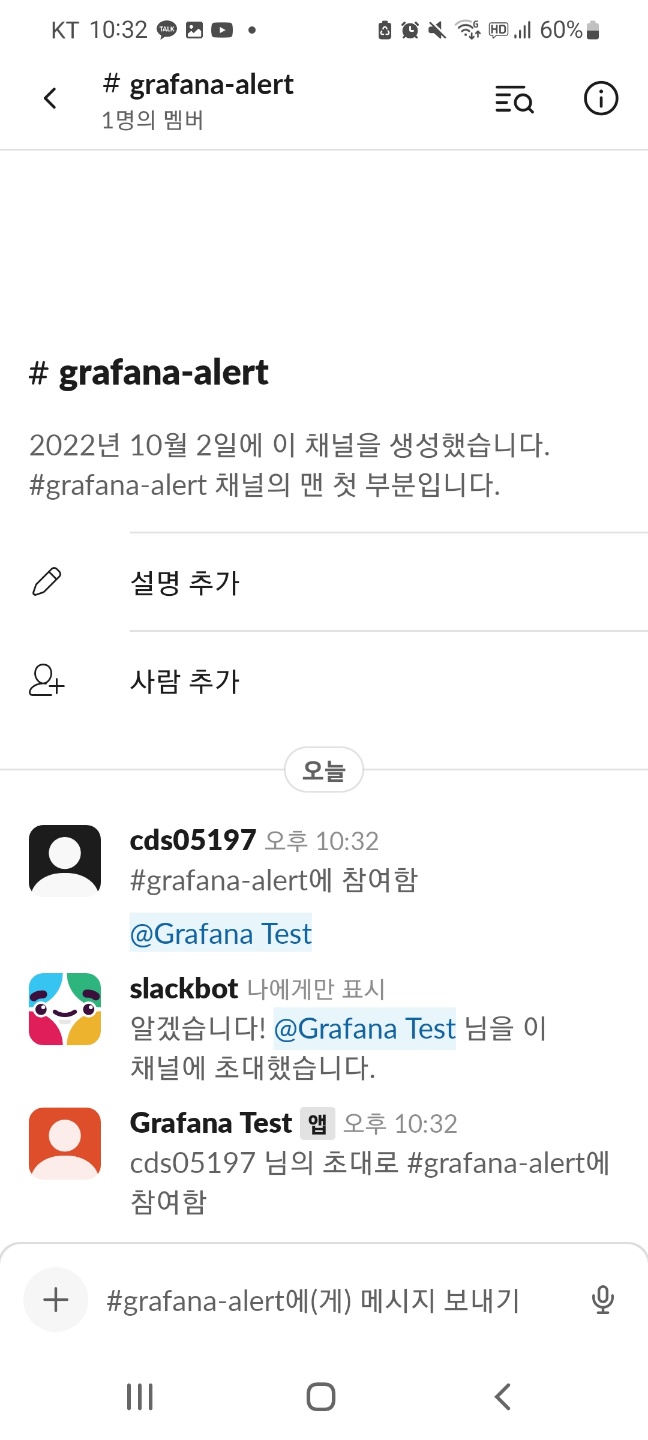 KT 10:32 TALK HD 60%
# grafana-alert
1명의 멤버
# grafana-alert
2022년 10월 2일에 이 채널을 생성했습니다.
#grafana-alert 채널의 맨 첫 부분입니다.
설명 추가
사람 추가
오늘
cds05197 오후 10:32
#grafana-alert에 참여함
@Grafana Test
slackbot 나에게만 표시
알겠습니다! @Grafana Test 님을 이
채널에 초대했습니다.
Grafana Test 앱 오후 10:32
cds05197 님의 초대로 #grafana-alert에
참여함
#grafana-alert에(게) 메시지 보내기